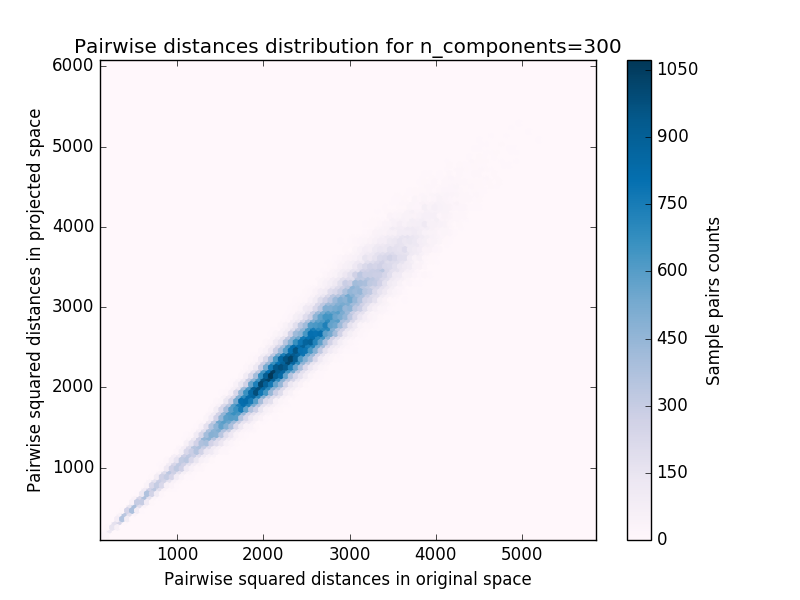 Pairwise distances distribution for n_components=300
6000
5000
4000
3000
2000
1000
Pairwise squared distances in projected space
1000 2000 3000 4000 5000
Pairwise squared distances in original space
1050
900
750
600
450
300
150
0
Sample pairs counts